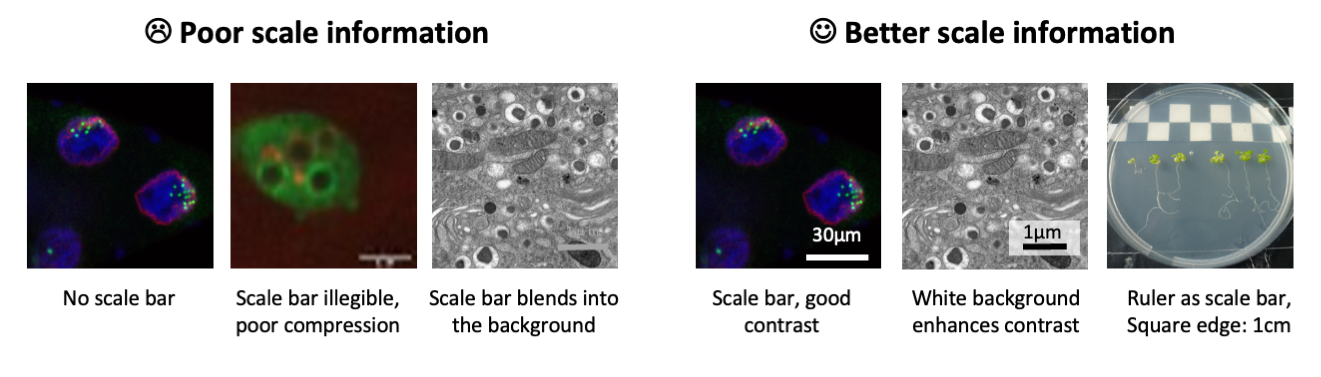 ☹ Poor scale information
☺ Better scale information
30µm
1µm
No scale bar
Scale bar illegible,
poor compression
Scale bar blends into
the background
Scale bar, good
contrast
White background
enhances contrast
Ruler as scale bar,
Square edge: 1cm